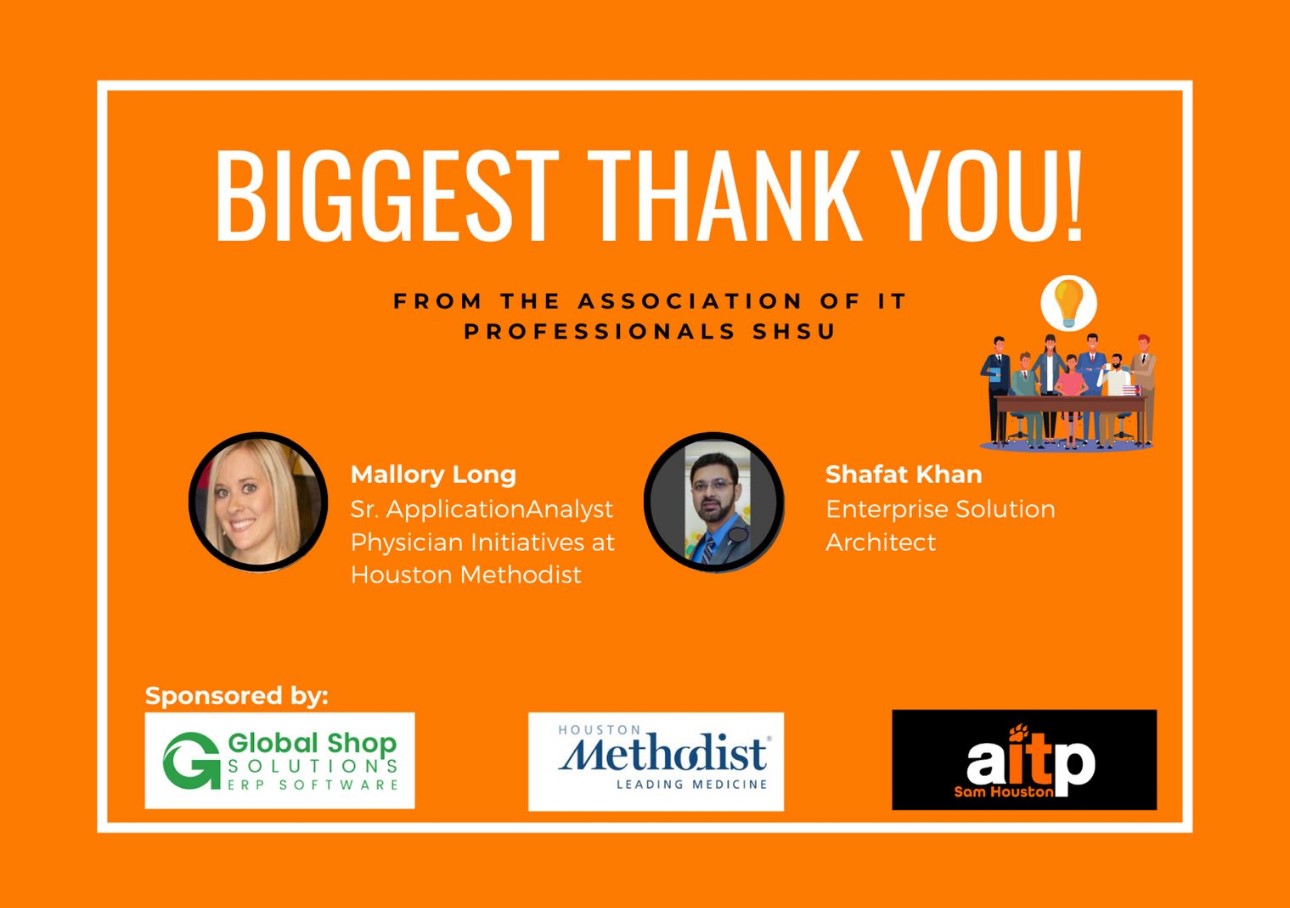 BIGGEST THANK YOU!
FROM THE ASSOCIATION OF IT
PROFESSIONALS SHSU
Mallory Long
Sr. ApplicationAnalyst
Physician Initiatives at
Houston Methodist
Shafat Khan
Enterprise Solution
Architect
Sponsored by:
Global Shop
SOLUTIONS
ERP SOFTWARE
HOUSTON
Methodist®
LEADING MEDICINE
aitp
Sam Houston